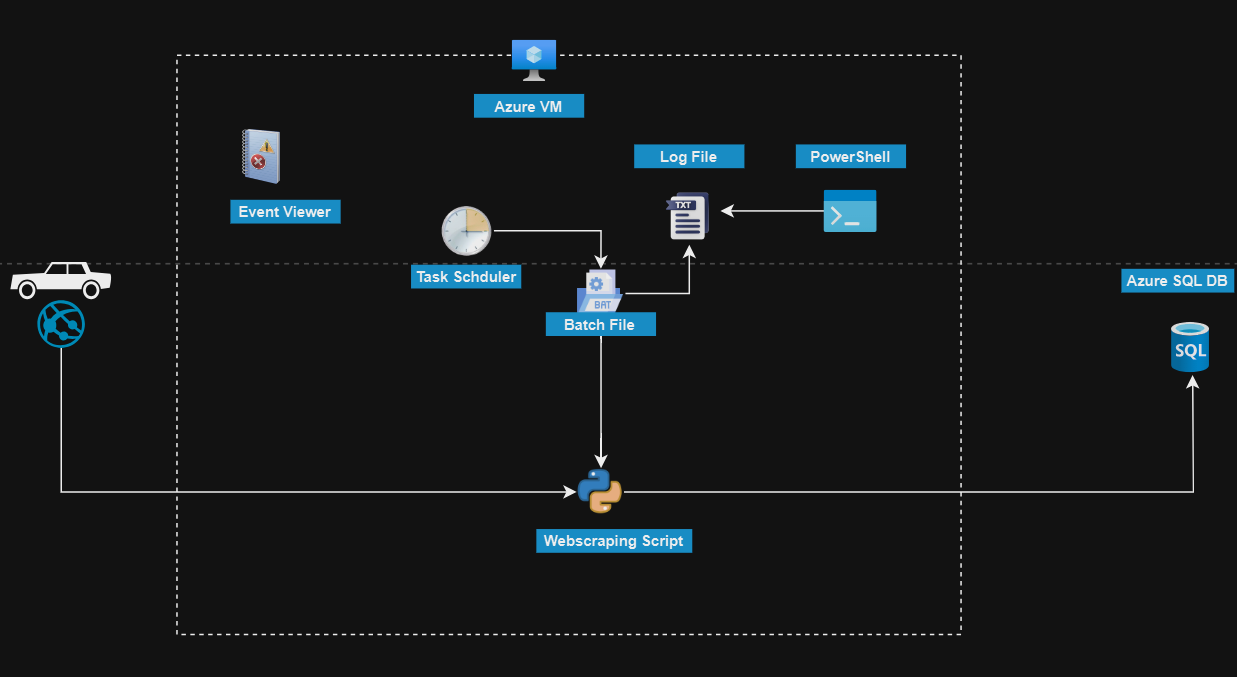 Azure VM
Log File
PowerShell
TXT
Event Viewer
Task Schduler
Azure SQL DB
BAT
Batch File
SQL
Webscraping Script